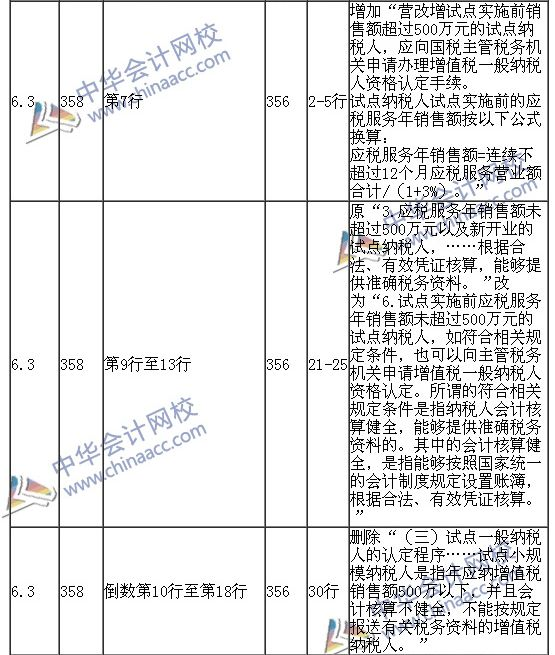 增加“营改增试点实施前销
售额超过500万元的试点纳
税人，应向国税主管税务机
关申请办理增值税一般纳税
人资格认定手续。
6.3 358 第7行 356 2-5行 试点纳税人试点实施前的应
税服务年销售额按以下公式
换算：
应税服务年销售额=连续不
超过12个月应税服务营业额
合计/（1+3%）。”
原“3.应税服务年销售额未
超过500万元以及新开业的
试点纳税人，……根据合
法、有效凭证核算，能够提
供准确税务资料。”改
为“6.试点实施前应税服务
年销售额未超过500万元的
试点纳税人，如符合相关规
6.3 358 第9行至13行 356 21-25 定条件，也可以向主管税务
机关申请增值税一般纳税人
资格认定。所谓的符合相关
规定条件是指纳税人会计核
算健全，能够提供准确税务
资料的。其中的会计核算健
全，是指能够按照国家统一
的会计制度规定设置账簿，
根据合法、有效凭证核算。
”
删除“（三）试点一般纳税
人的认定程序……试点小规
模纳税人是指年应纳增值税
6.3 358 倒数第10行至第18行 356 30行 销售额500万以下，并且会
计核算不健全，不能按规定
报送有关税务资料的增值税
纳税人。”
中华会计网校
www.chinaacc.com
中华会计网校
www.chinaacc.com
中华会计网校
www.chinaacc.com
中华会计网校
www.chinaacc.com